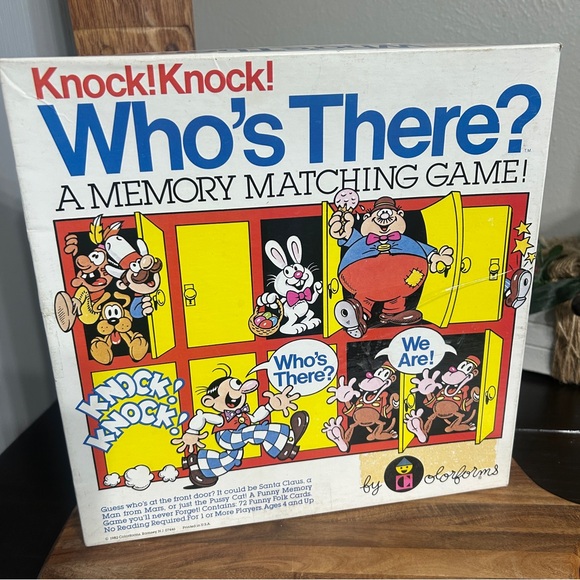 Knock! Knock!
Who's There?
TM
A MEMORY MATCHING GAME!
KNOCK!
KNOCK!
Who's
There?
We
Are!
Guess who's at the front door? It could be Santa Claus, a
Man from Mars, or just the Pussy Cat! A Funny Memory
Game you'll never Forget! Contains: 72 Funny Folk Cards.
No Reading Required. For 1 or More Players. Ages 4 and Up.
Printed in U.S.A.
by Colorforms